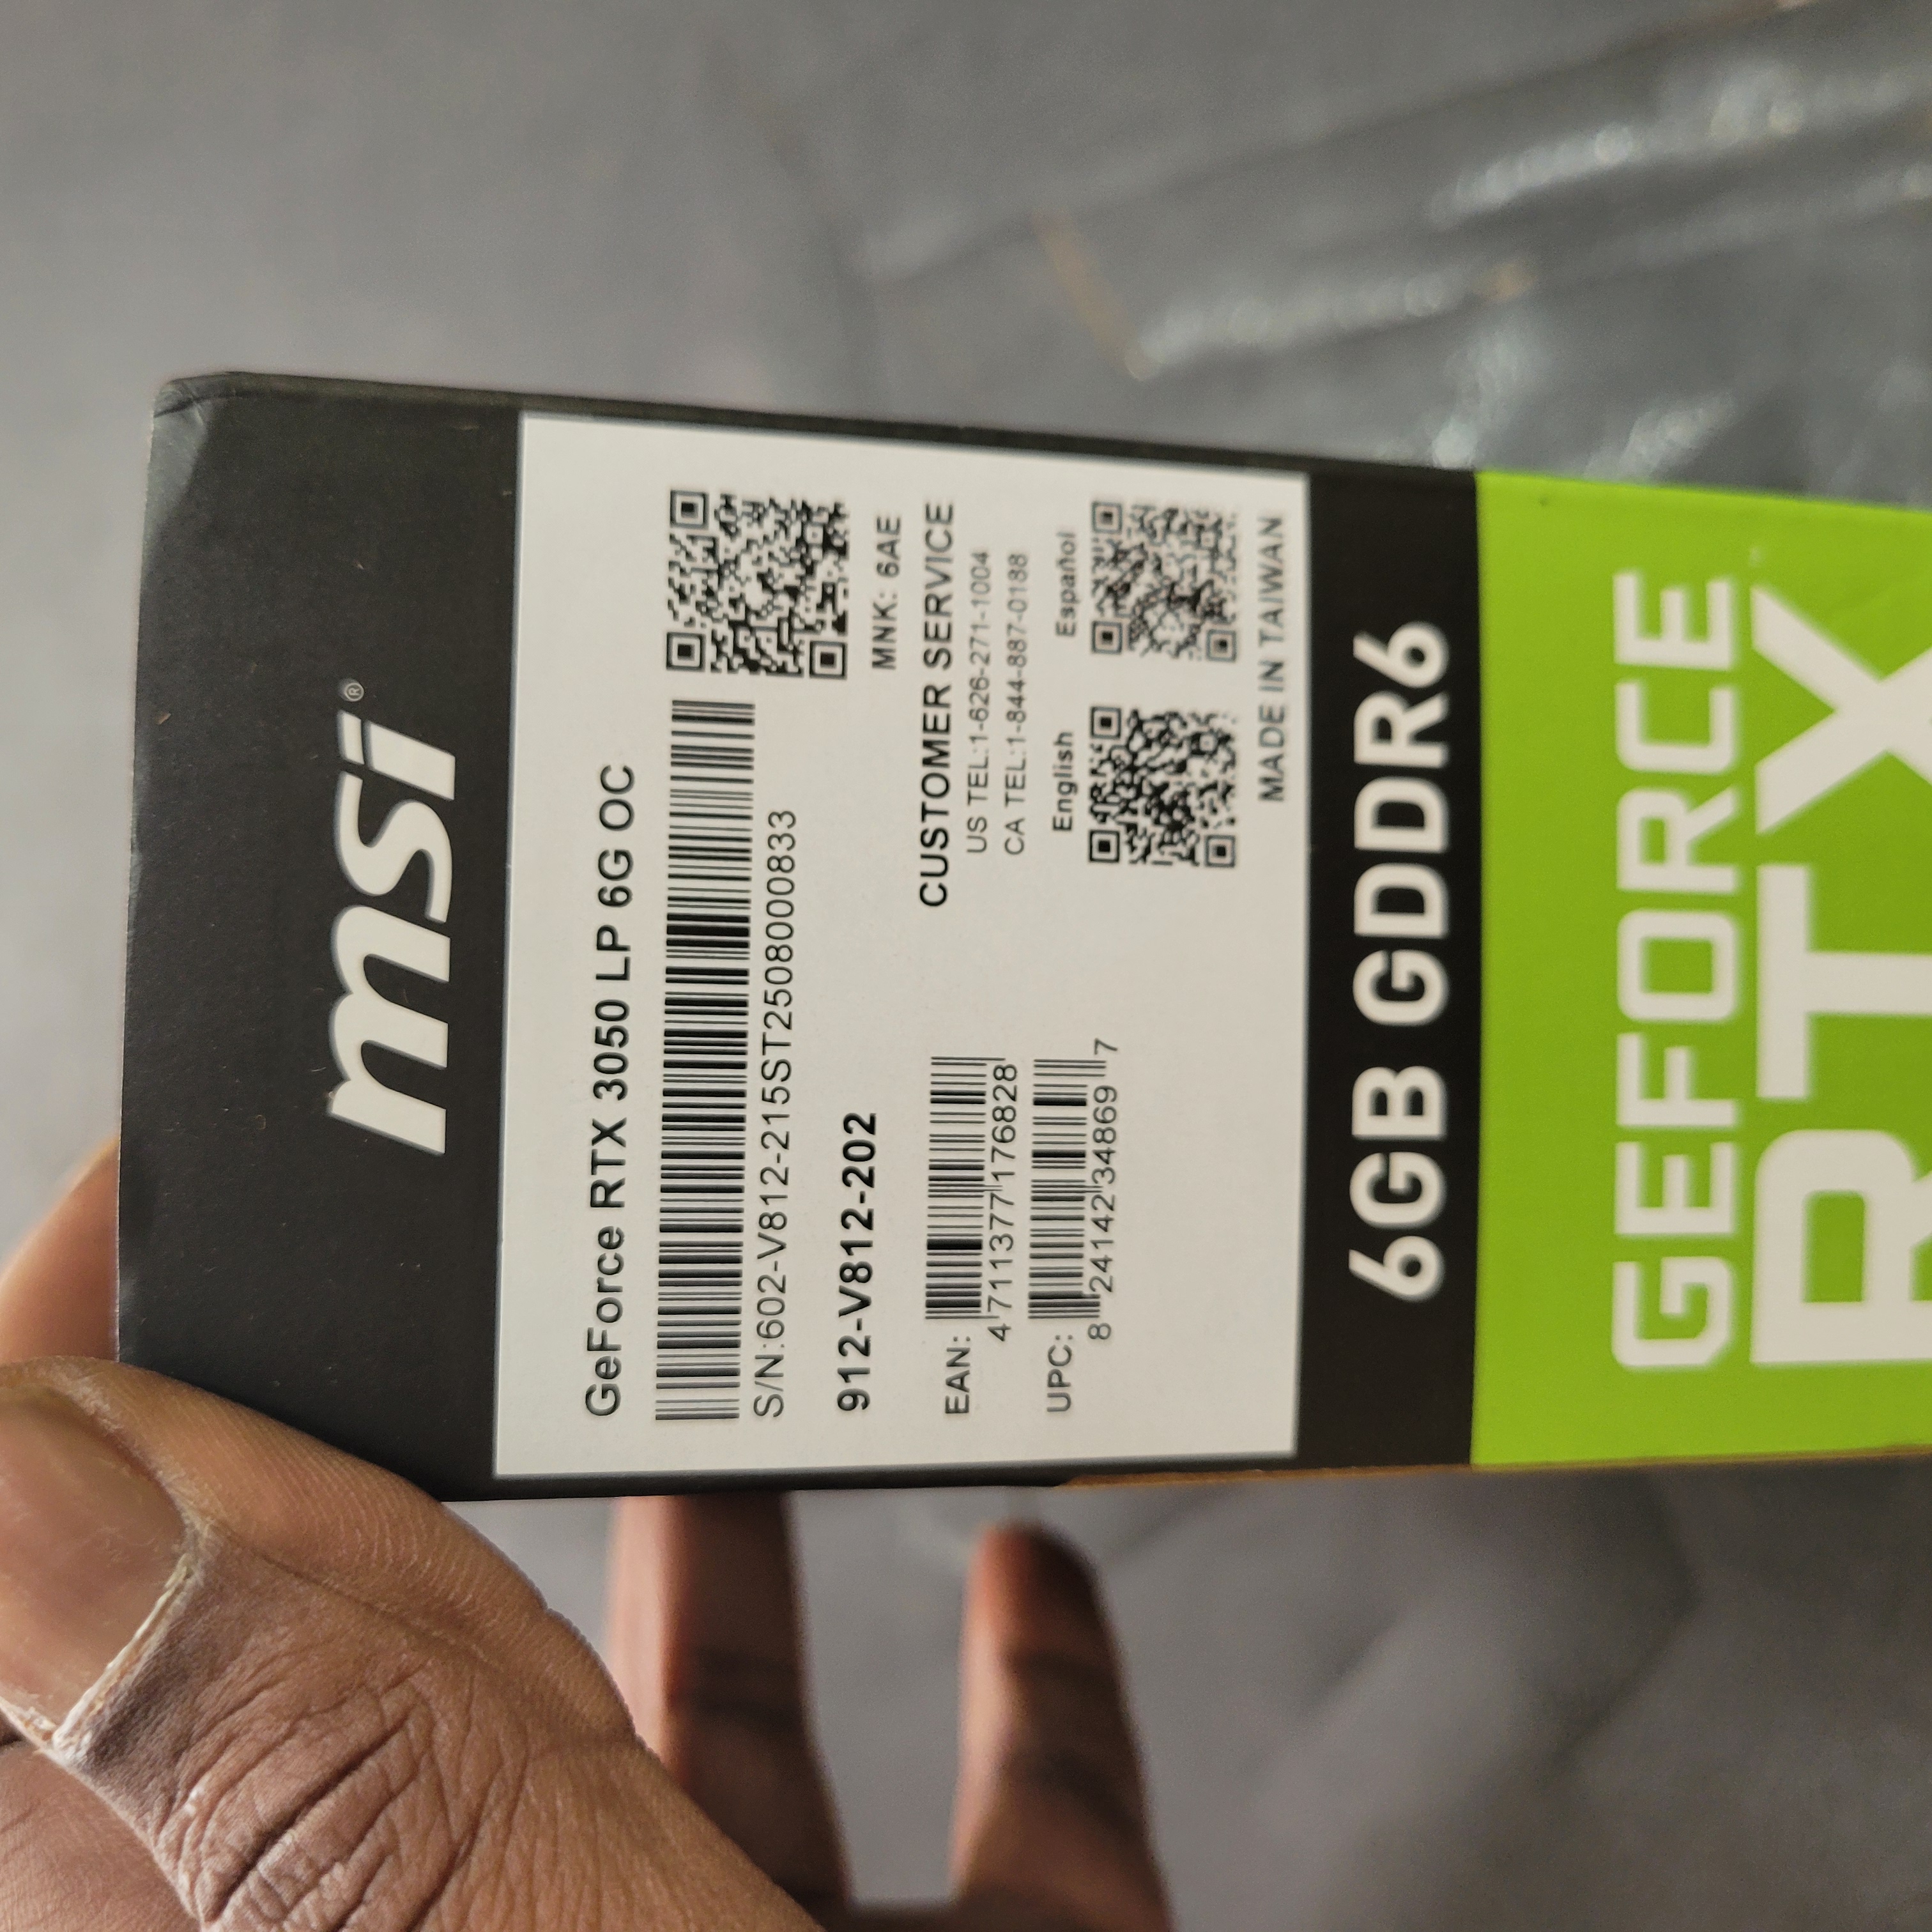 msi®
GeForce RTX 3050 LP 6G OC
S/N:602-V812-215ST2508000833
912-V812-202
MNK: 6AE
EAN:
4 711377 176828
UPC:
8 24142 34869 7
CUSTOMER SERVICE
US TEL:1-626-271-1004
CA TEL:1-844-887-0188
English Español
MADE IN TAIWAN
6GB GDDR6
GEFORCE
RTX